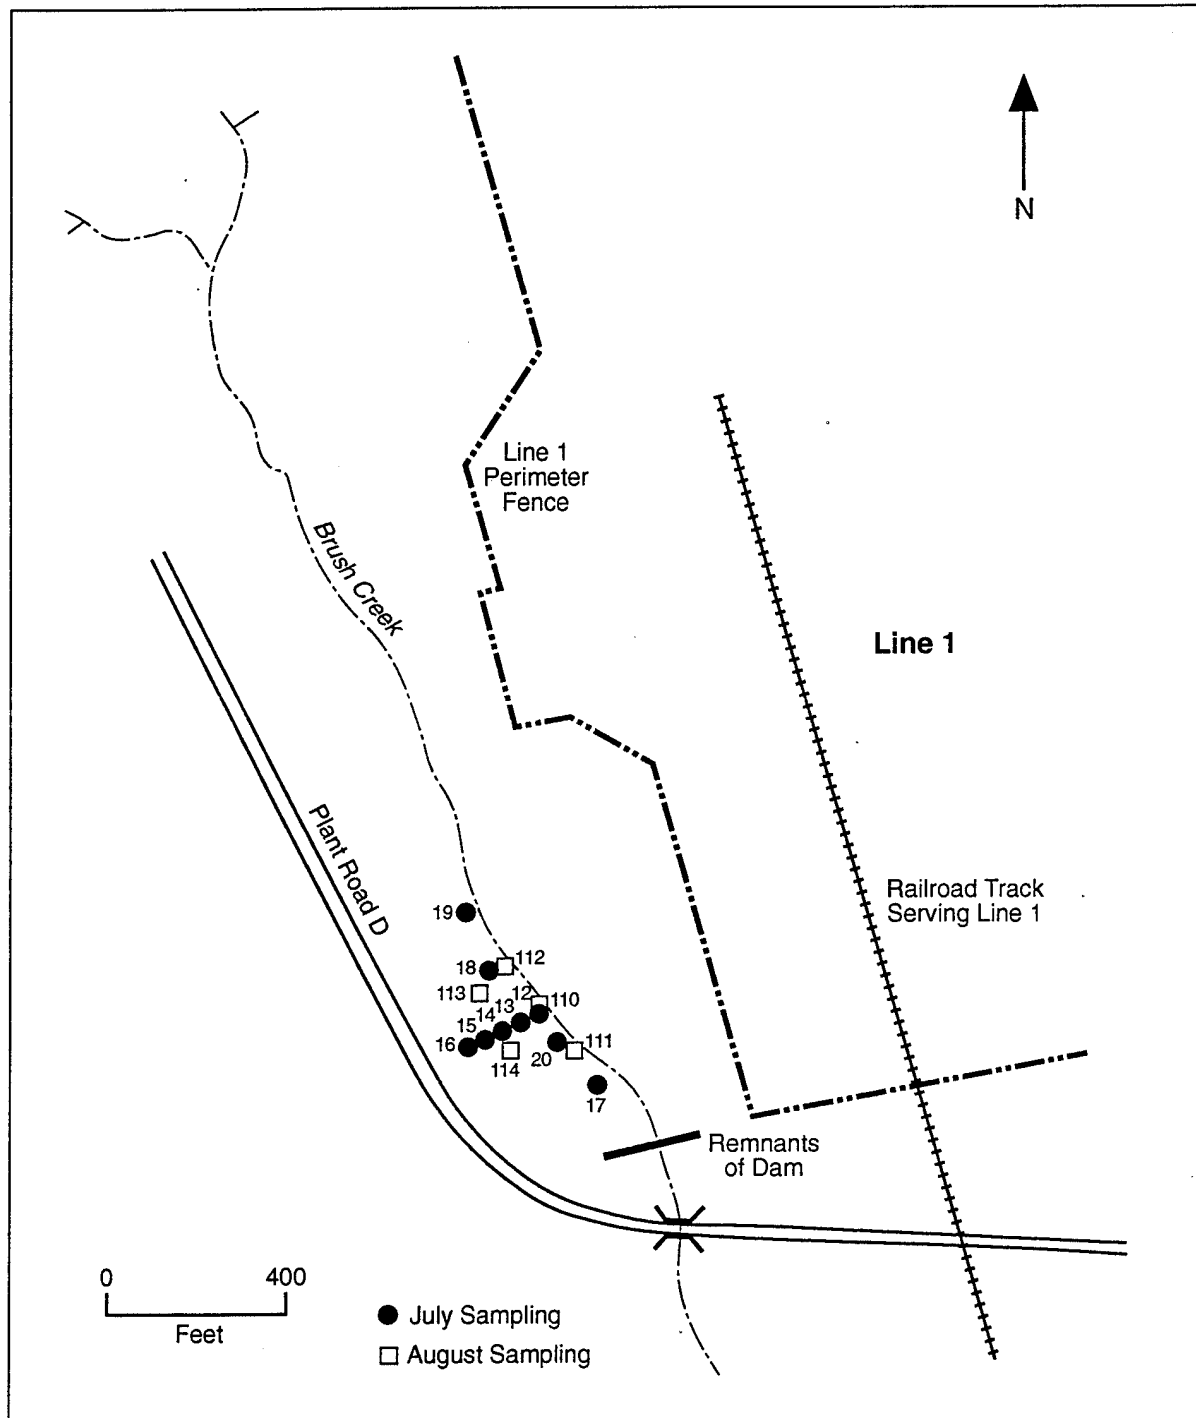 N
Line 1
Perimeter
Fence
Brush Creek
Line 1
Plant Road D
Railroad Track
Serving Line 1
19
18
112
113
12
110
13
14
15
16
114
20
111
17
Remnants
of Dam
0 400
Feet
July Sampling
August Sampling